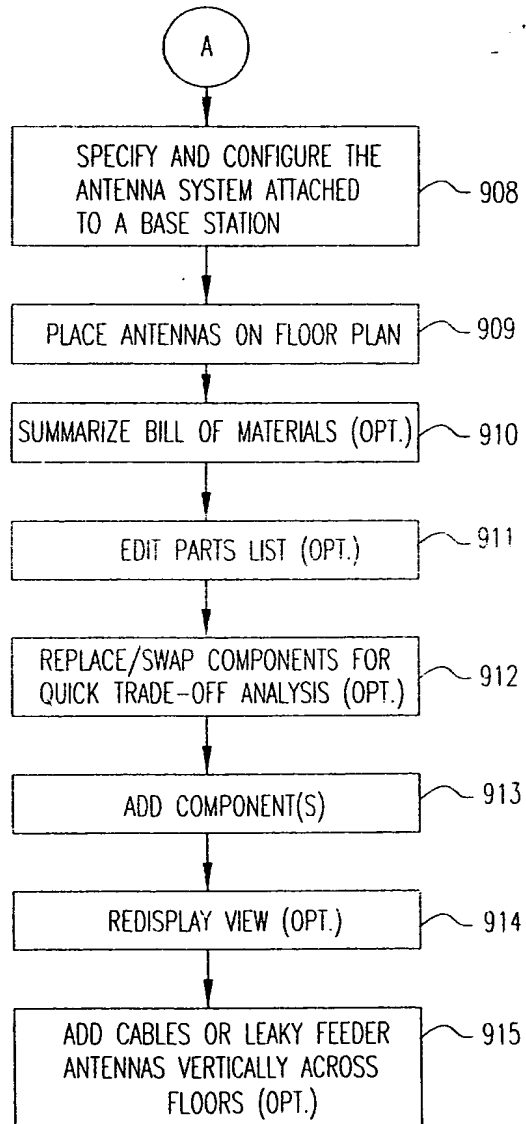 A
SPECIFY AND CONFIGURE THE
ANTENNA SYSTEM ATTACHED
TO A BASE STATION
908
PLACE ANTENNAS ON FLOOR PLAN
909
SUMMARIZE BILL OF MATERIALS (OPT.)
910
EDIT PARTS LIST (OPT.)
911
REPLACE/SWAP COMPONENTS FOR
QUICK TRADE-OFF ANALYSIS (OPT.)
912
ADD COMPONENT(S)
913
REDISPLAY VIEW (OPT.)
914
ADD CABLES OR LEAKY FEEDER
ANTENNAS VERTICALLY ACROSS
FLOORS (OPT.)
915